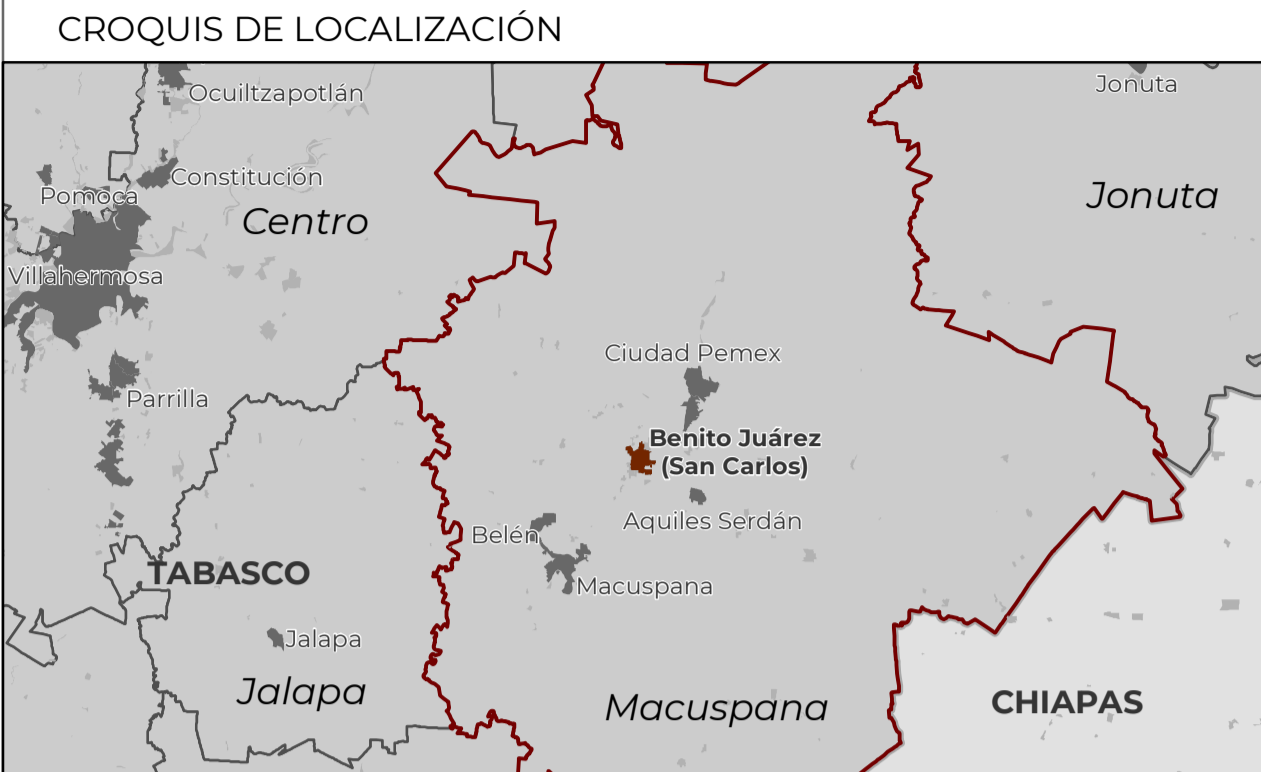 CROQUIS DE LOCALIZACIÓN
Ocuiltzapotlán
Jonuta
Constitución
Pomoca
Jonuta
Centro
Villahermosa
Ciudad Pemex
Parrilla
Benito Juárez
(San Carlos)
Aquiles Serdán
Belén
TABASCO
Macuspana
Jalapa
Jalapa
Macuspana
CHIAPAS